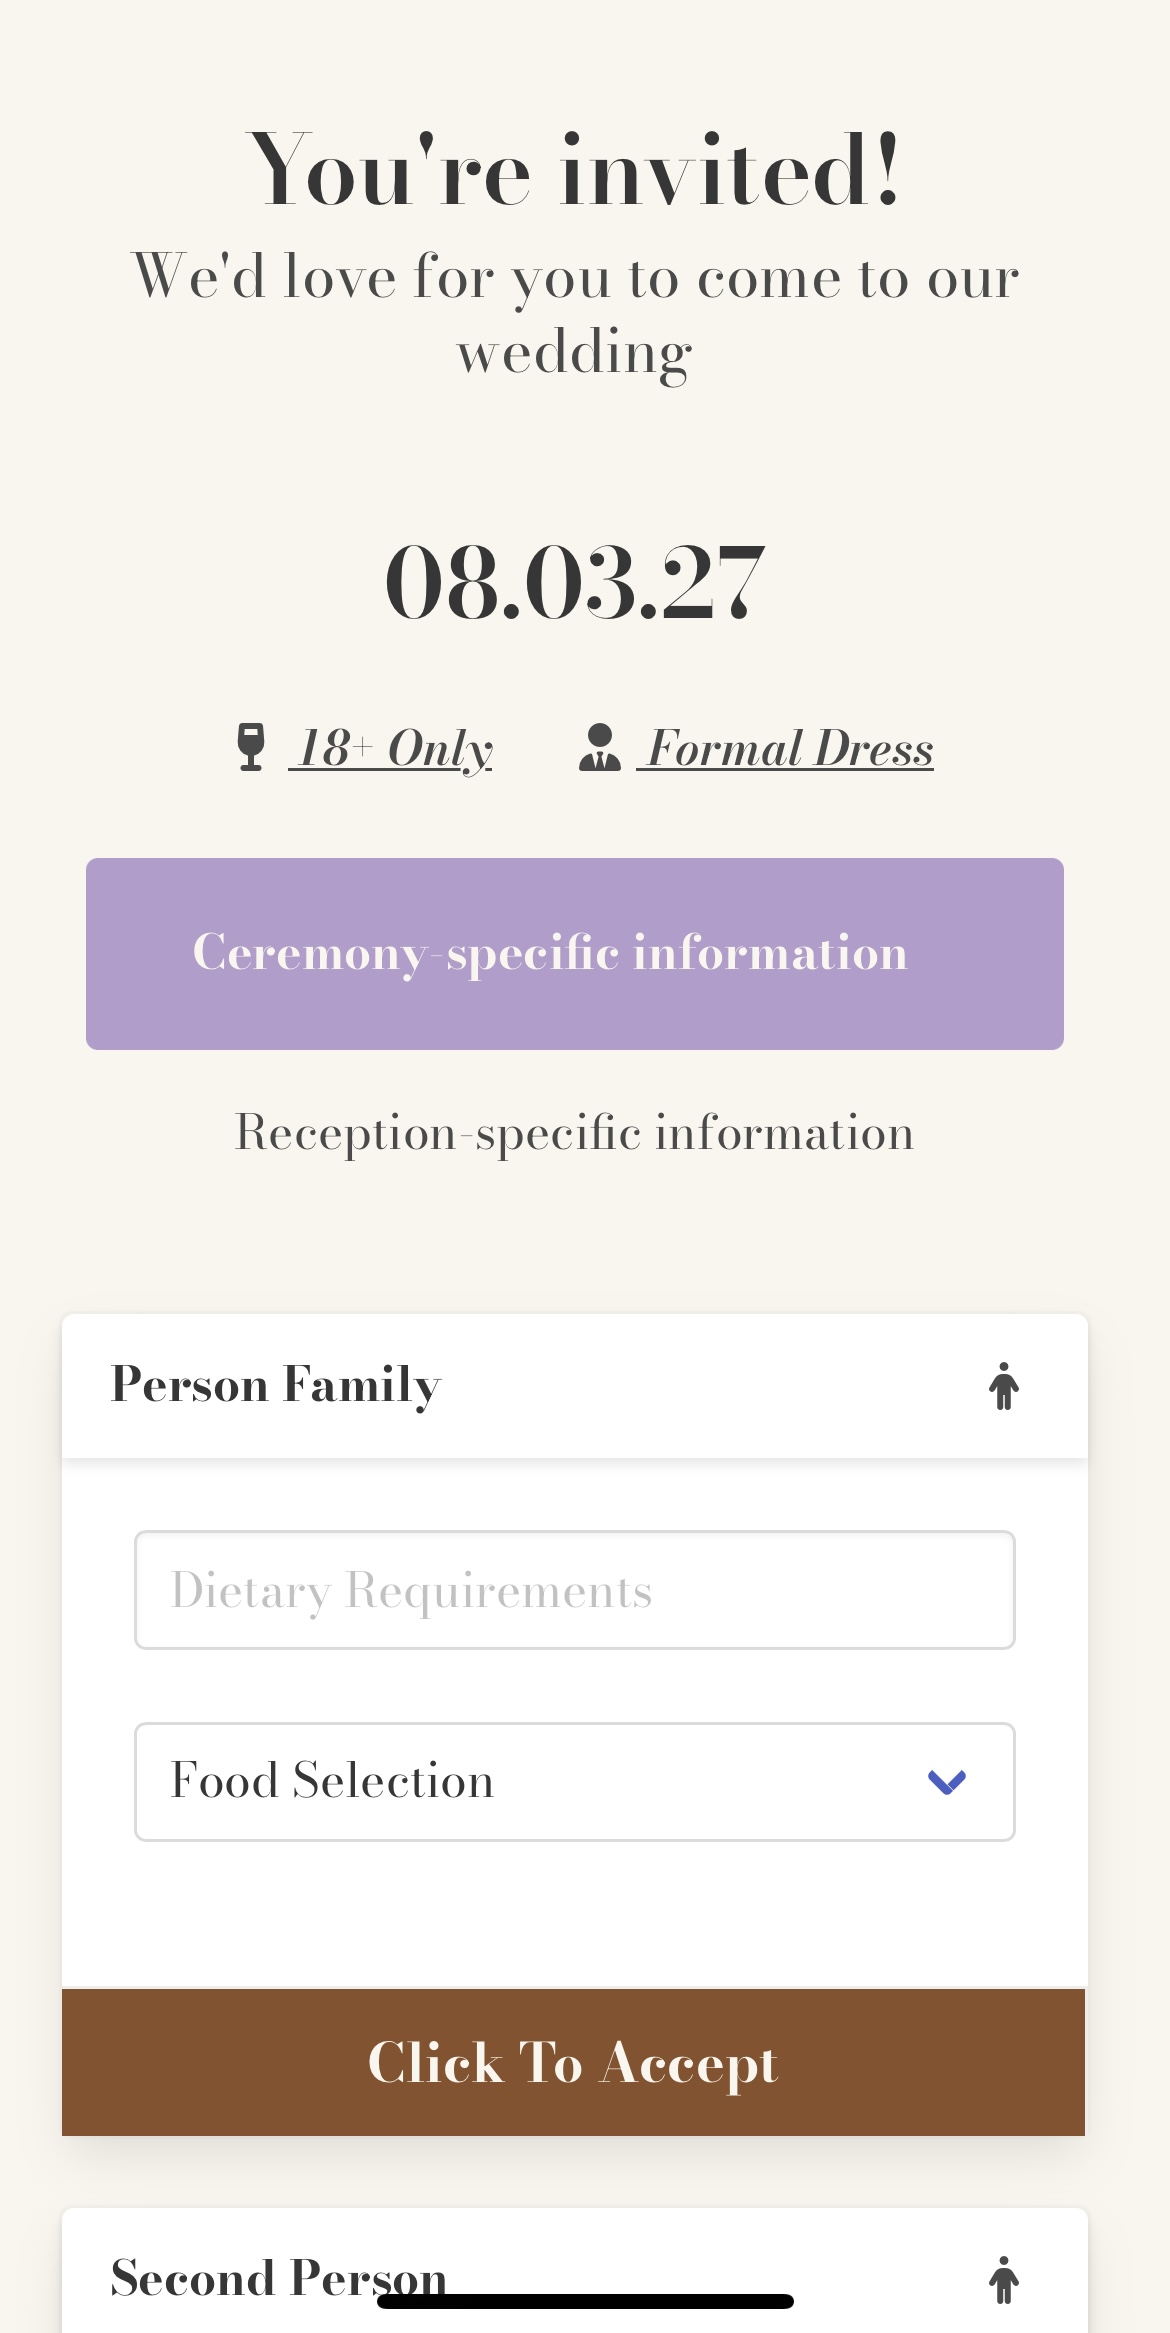 You're invited!
We'd love for you to come to our
wedding
08.03.27
18+ Only
Formal Dress
Ceremony-specific information
Reception-specific information
Person Family
Dietary Requirements
Food Selection
Click To Accept
Second Person